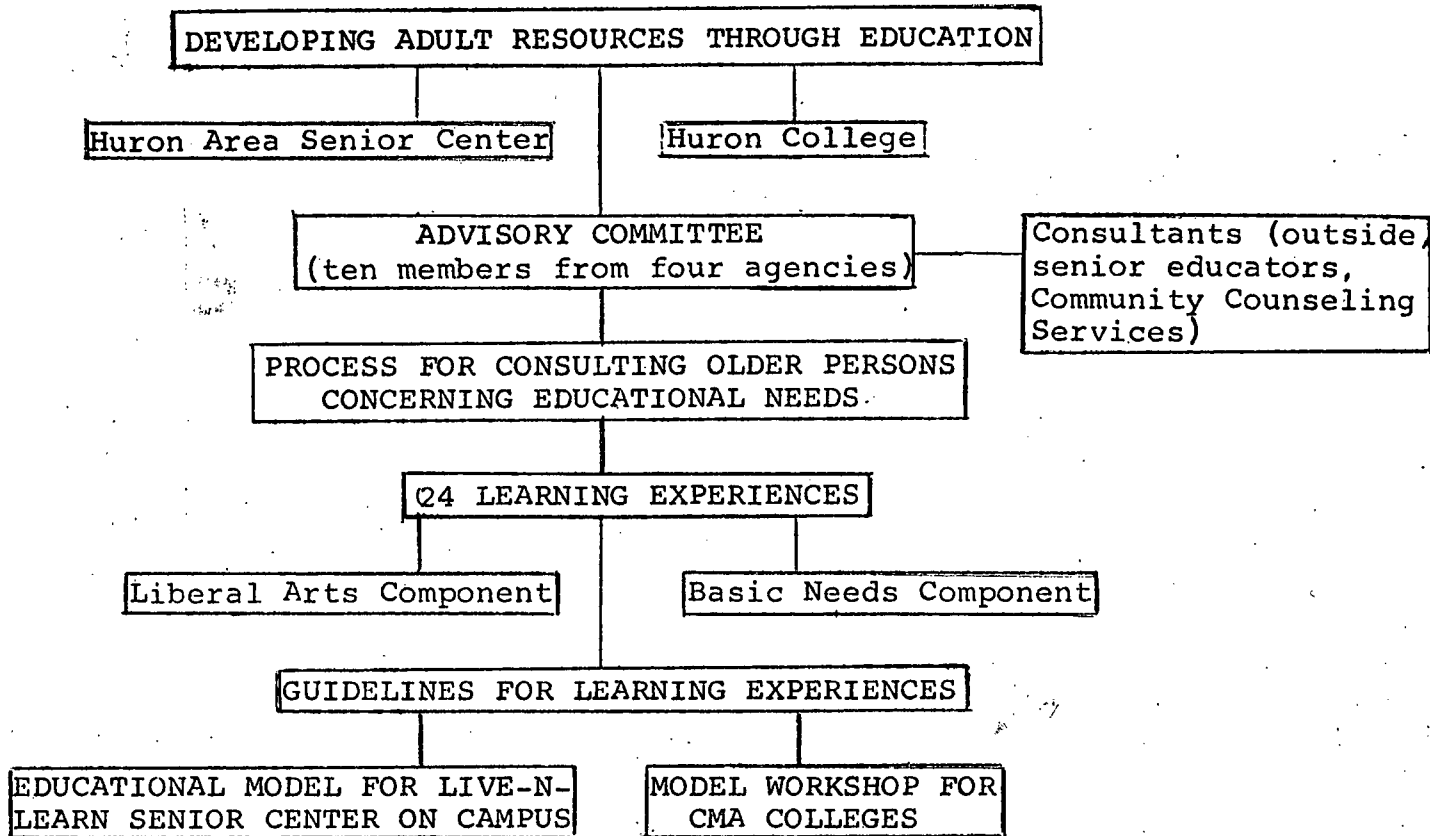 DEVELOPING ADULT RESOURCES THROUGH EDUCATION
Huron Area Senior Center
Huron College
ADVISORY COMMITTEE
(ten members from four agencies)
Consultants (outside,
senior educators,
Community Counseling
Services)
PROCESS FOR CONSULTING OLDER PERSONS
CONCERNING EDUCATIONAL NEEDS.
24 LEARNING EXPERIENCES
Liberal Arts Component
Basic Needs Component
GUIDELINES FOR LEARNING EXPERIENCES
EDUCATIONAL MODEL FOR LIVE-N-
LEARN SENIOR CENTER ON CAMPUS
MODEL WORKSHOP FOR
CMA COLLEGES